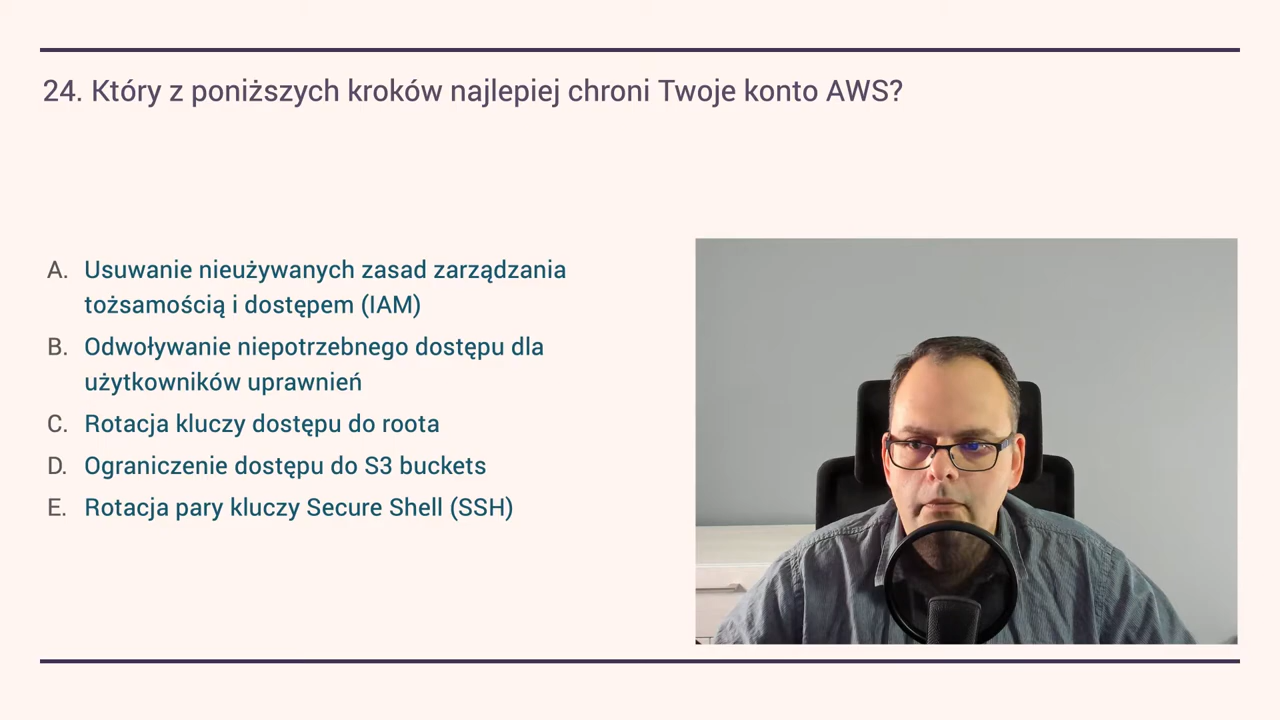 24. Który z poniższych kroków najlepiej chroni Twoje konto AWS?
A. Usuwanie nieużywanych zasad zarządzania
tożsamością i dostępem (IAM)
B. Odwoływanie niepotrzebnego dostępu dla
użytkowników uprawnień
C. Rotacja kluczy dostępu do roota
D. Ograniczenie dostępu do S3 buckets
E. Rotacja pary kluczy Secure Shell (SSH)